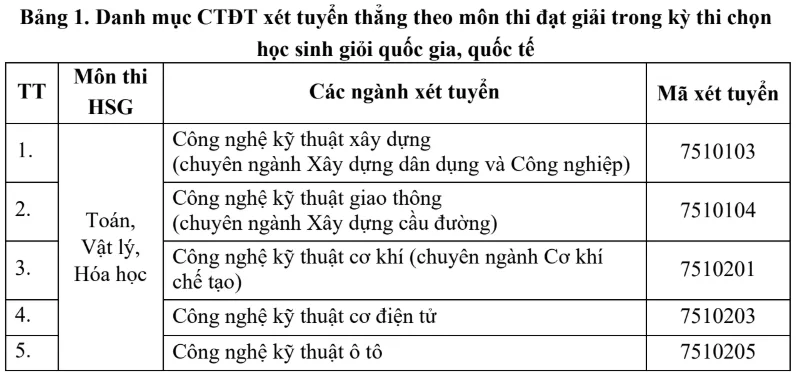 Bảng 1. Danh mục CTĐT xét tuyển thẳng theo môn thi đạt giải trong kỳ thi chọn
học sinh giỏi quốc gia, quốc tế
TT
Môn thi
HSG
Các ngành xét tuyển
Mã xét tuyển
1.
Công nghệ kỹ thuật xây dựng
(chuyên ngành Xây dựng dân dụng và Công nghiệp)
7510103
2.
Công nghệ kỹ thuật giao thông
(chuyên ngành Xây dựng cầu đường)
7510104
Toán,
Vật lý,
Hóa học
3.
Công nghệ kỹ thuật cơ khí (chuyên ngành Cơ khí
chế tạo)
7510201
4.
Công nghệ kỹ thuật cơ điện tử
7510203
5.
Công nghệ kỹ thuật ô tô
7510205